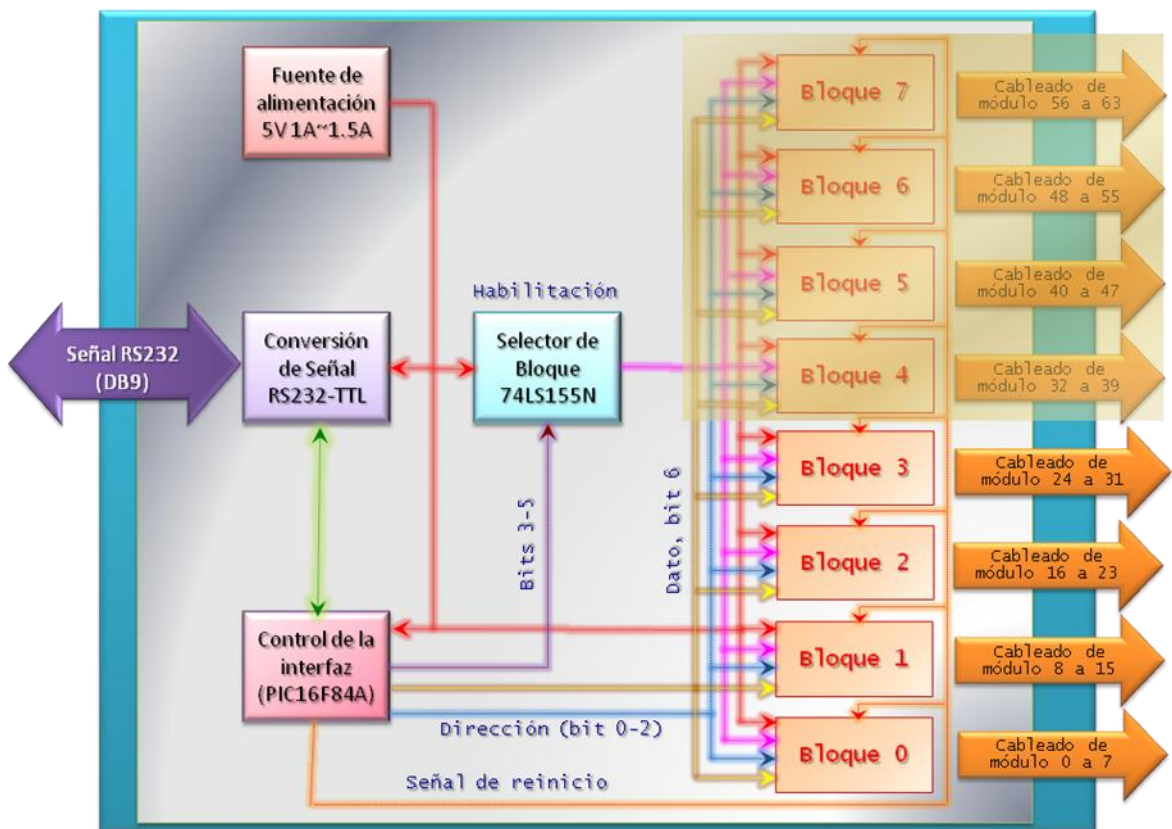 Fuente de
alimentación
5V 1A~1.5A
Señal RS232
(DB9)
Conversión
de Señal
RS232-TTL
Habilitación
Selector de
Bloque
74LS155N
Bits 3-5
Control de la
interfaz
(PIC16F84A)
Dirección (bit 0-2)
Señal de reinicio
Dato, bit 6
Bloque 7
Cableado de
módulo 56 a 63
Bloque 6
Cableado de
módulo 48 a 55
Bloque 5
Cableado de
módulo 40 a 47
Bloque 4
Cableado de
módulo 32 a 39
Bloque 3
Cableado de
módulo 24 a 31
Bloque 2
Cableado de
módulo 16 a 23
Bloque 1
Cableado de
módulo 8 a 15
Bloque 0
Cableado de
módulo 0 a 7